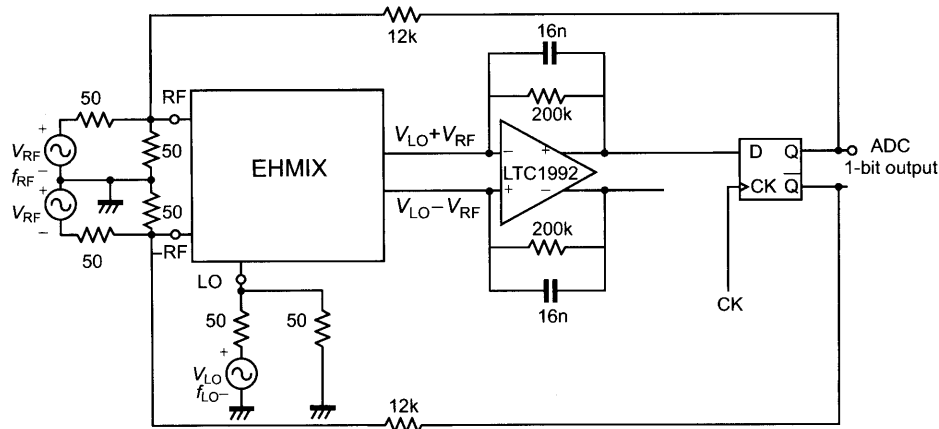 12k
16n
50
RF
200k
V_LO+V_RF
+
V_RF
f_RF
−
50
EHMIX
− +
LTC1992
+ −
D Q
CK Q̅
ADC
1-bit output
+
V_RF
−
50
V_LO−V_RF
50
−RF
200k
LO
16n
CK
50
50
+
V_LO
f_LO
−
12k